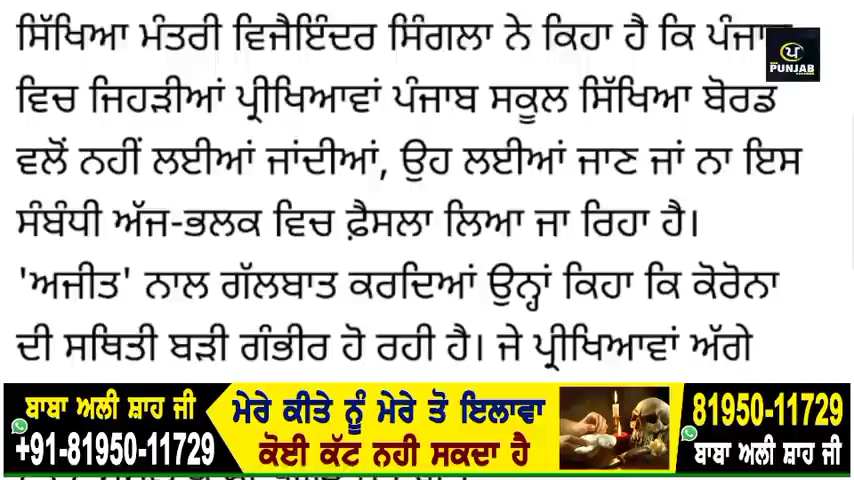 ਸਿੱਖਿਆ ਮੰਤਰੀ ਵਿਜੈਇੰਦਰ ਸਿੰਗਲਾ ਨੇ ਕਿਹਾ ਹੈ ਕਿ
ਵਿਚ ਜਿਹੜੀਆਂ ਪ੍ਰੀਖਿਆਵਾਂ ਪੰਜਾਬ ਸਕੂਲ ਸਿੱਖਿਆ ਬੋਰਡ
ਵਲੋਂ ਨਹੀਂ ਲਈਆਂ ਜਾਂਦੀਆਂ, ਉਹ ਲਈਆਂ ਜਾਣ ਜਾਂ ਨਾ ਇਸ
ਸੰਬੰਧੀ ਅੱਜ-ਭਲਕ ਵਿਚ ਫ਼ੈਸਲਾ ਲਿਆ ਜਾ ਰਿਹਾ ਹੈ।
'ਅਜੀਤ' ਨਾਲ ਗੱਲਬਾਤ ਕਰਦਿਆਂ ਉਨ੍ਹਾਂ ਕਿਹਾ ਕਿ ਕੋਰੋਨਾ
ਦੀ ਸਥਿਤੀ ਬੜੀ ਗੰਭੀਰ ਹੋ ਰਹੀ ਹੈ। ਜੇ ਪ੍ਰੀਖਿਆਵਾਂ ਅੱਗੇ
ਪ
PUNJAB
ਬਾਬਾ ਅਲੀ ਸ਼ਾਹ ਜੀ
+91-81950-11729
ਮੇਰੇ ਕੀਤੇ ਨੂੰ ਮੇਰੇ ਤੋ ਇਲਾਵਾ
ਕੋਈ ਕੱਟ ਨਹੀ ਸਕਦਾ ਹੈ
81950-11729
ਬਾਬਾ ਅਲੀ ਸ਼ਾਹ ਜੀ